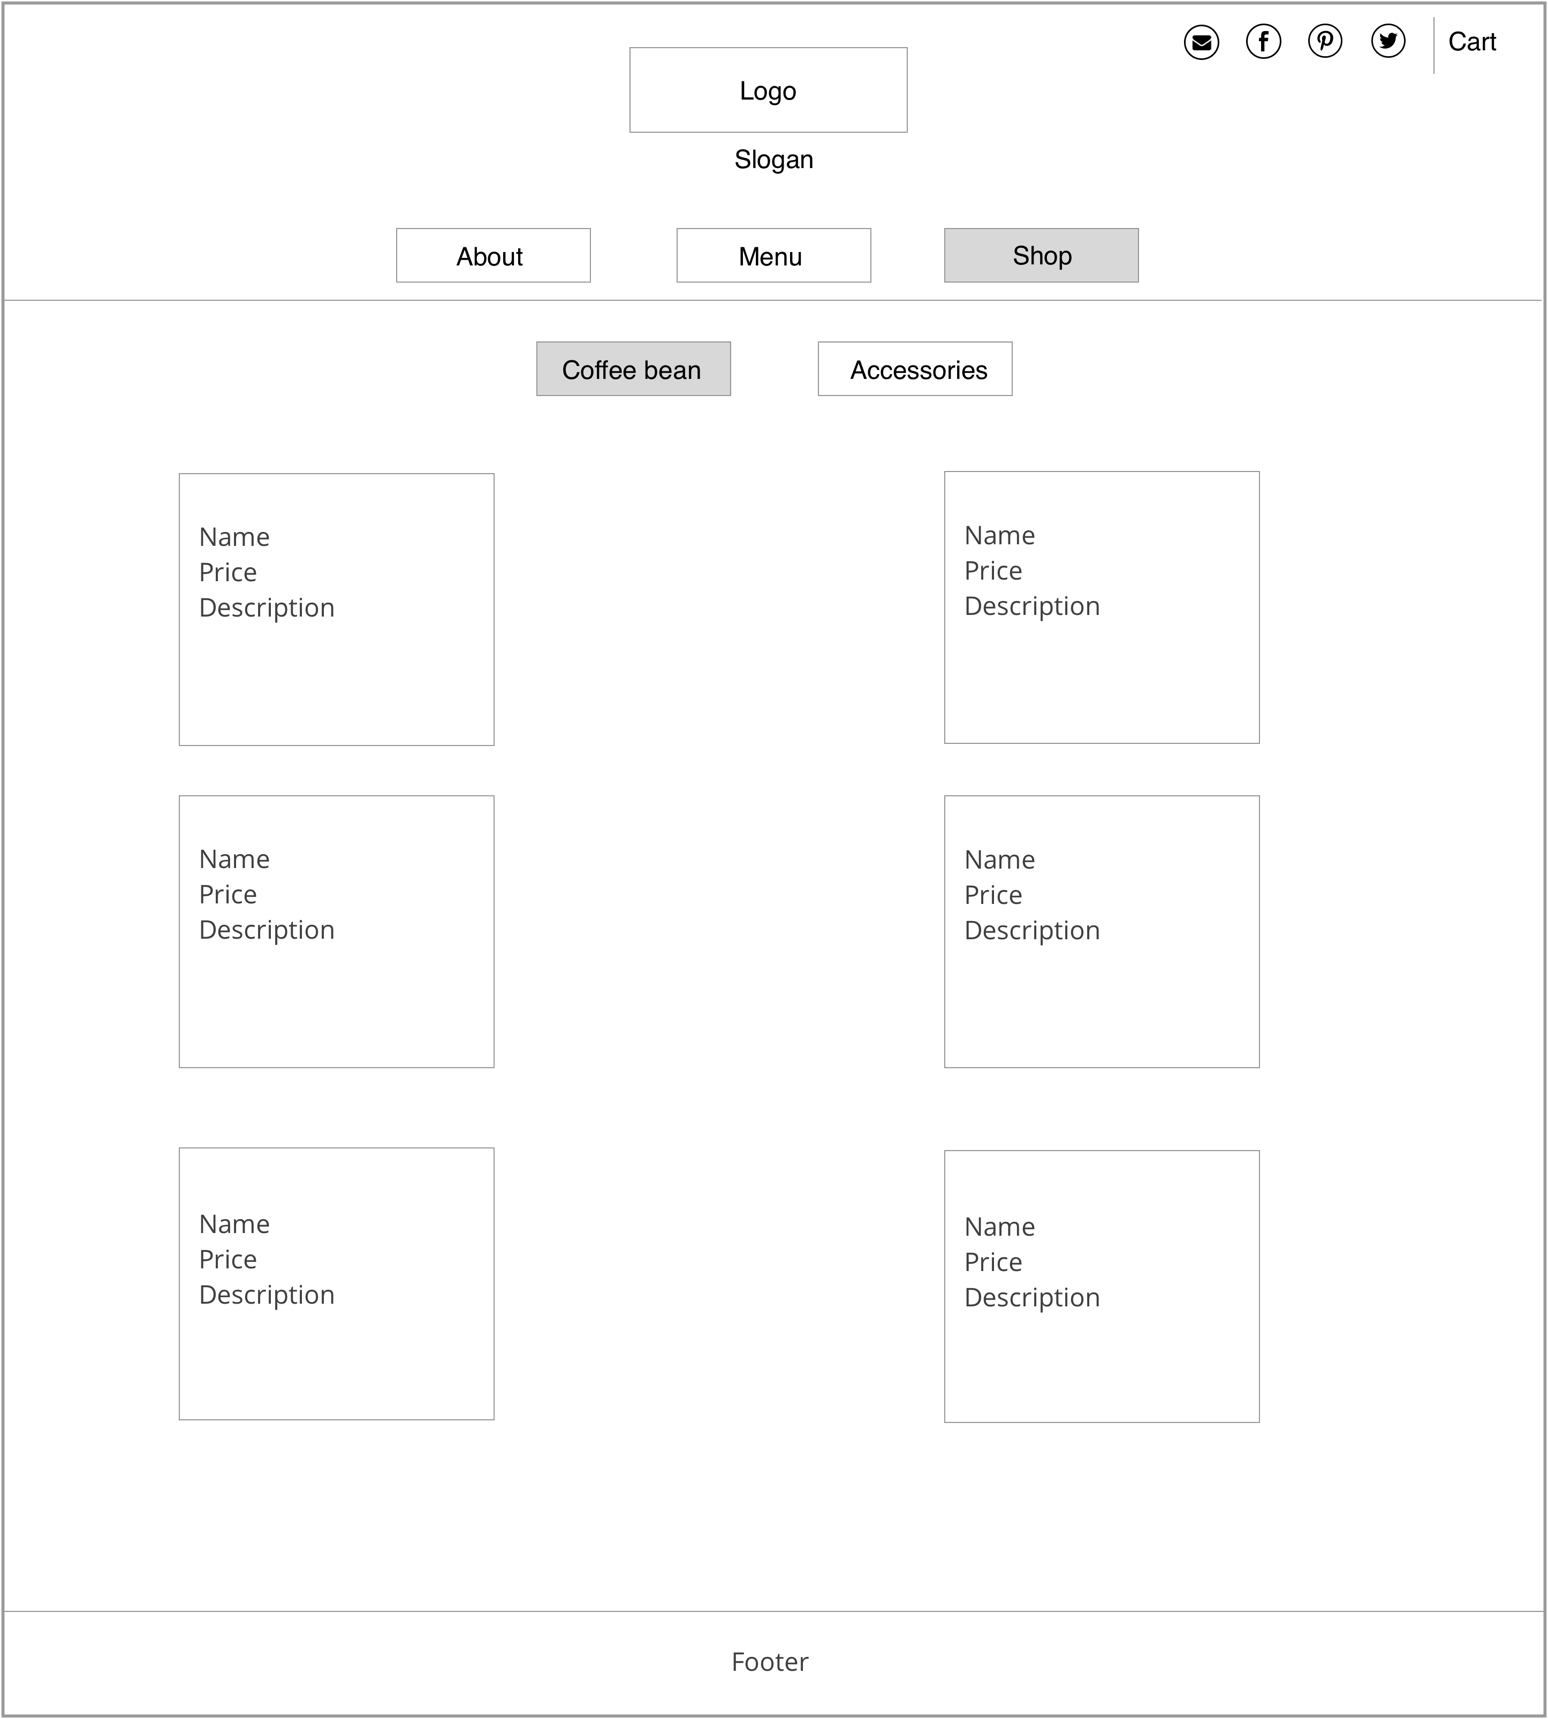 Cart
Logo
Slogan
About
Menu
Shop
Coffee bean
Accessories
Name
Price
Description
Name
Price
Description
Name
Price
Description
Name
Price
Description
Name
Price
Description
Name
Price
Description
Footer